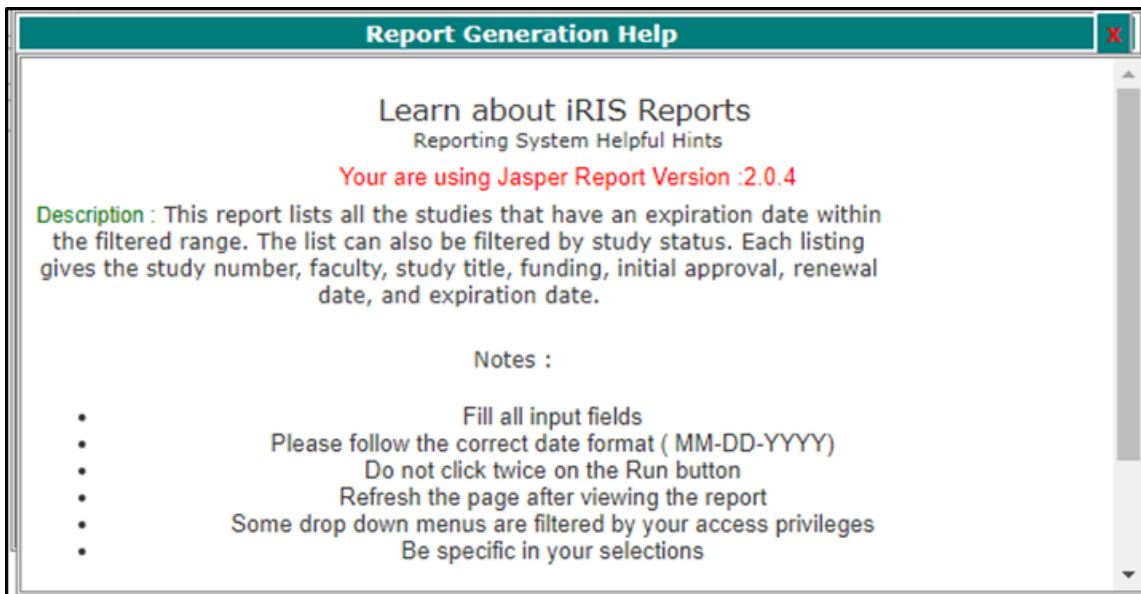 Report Generation Help
X
Learn about iRIS Reports
Reporting System Helpful Hints
Your are using Jasper Report Version :2.0.4
Description : This report lists all the studies that have an expiration date within
the filtered range. The list can also be filtered by study status. Each listing
gives the study number, faculty, study title, funding, initial approval, renewal
date, and expiration date.
Notes :
• Fill all input fields
• Please follow the correct date format ( MM-DD-YYYY)
• Do not click twice on the Run button
• Refresh the page after viewing the report
• Some drop down menus are filtered by your access privileges
• Be specific in your selections